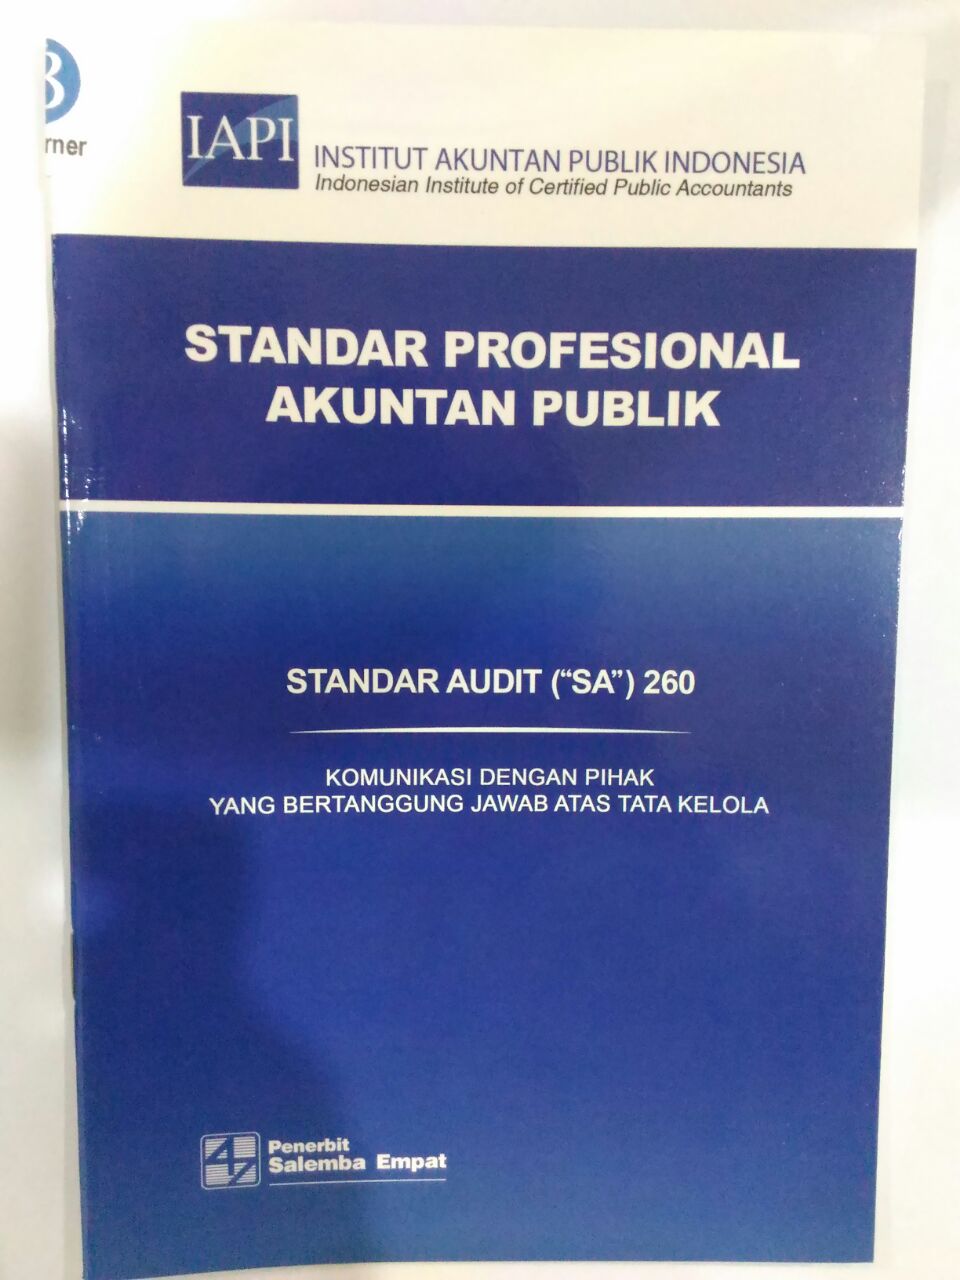 IAPI
INSTITUT AKUNTAN PUBLIK INDONESIA
Indonesian Institute of Certified Public Accountants
STANDAR PROFESIONAL
AKUNTAN PUBLIK
STANDAR AUDIT (“SA”) 260
KOMUNIKASI DENGAN PIHAK
YANG BERTANGGUNG JAWAB ATAS TATA KELOLA
Penerbit
Salemba Empat